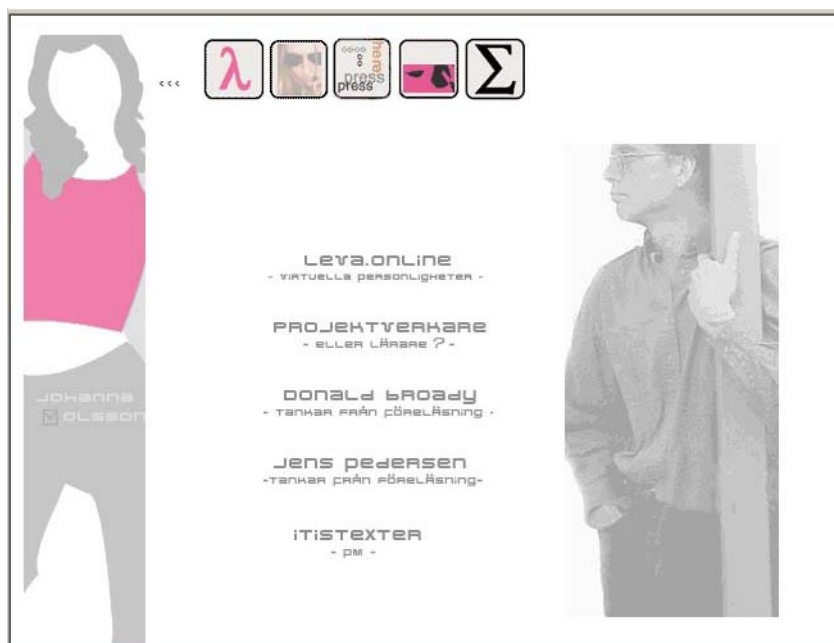 <<<
λ
oooo
o
o
here
press
press
Σ
Leva.online
- virtuella personligheter -
Projektverkare
- eller lärare ? -
Donald Broady
- tankar från föreläsning -
Jens Pedersen
-tankar från föreläsning-
Johanna
M Olsson
itistexter
- PM -